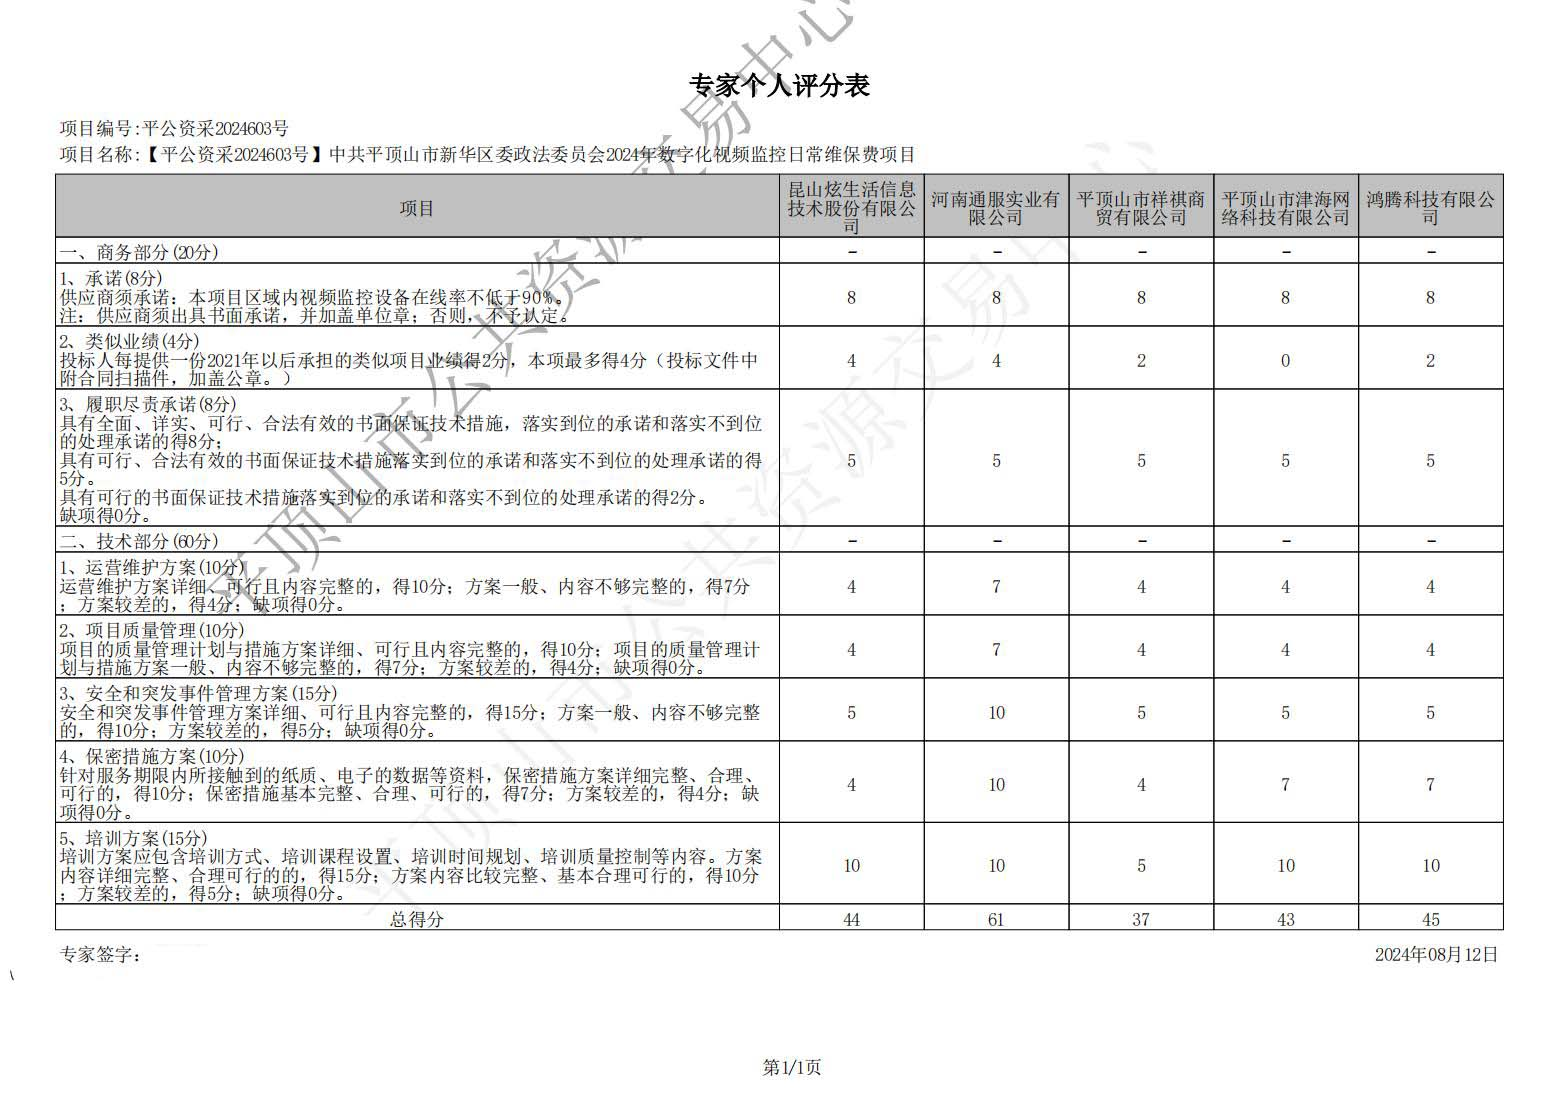 专家个人评分表
项目编号:平公资采2024603号
项目名称:【平公资采2024603号】中共平顶山市新华区委政法委员会2024年数字化视频监控日常维保费项目
项目
昆山炫生活信息
技术股份有限公
司
河南通服实业有
限公司
平顶山市祥祺商
贸有限公司
平顶山市津海网
络科技有限公司
鸿腾科技有限公
司
一、商务部分(20分) - - - - -
1、承诺(8分)
供应商须承诺：本项目区域内视频监控设备在线率不低于90%。
注：供应商须出具书面承诺，并加盖单位章；否则，不予认定。
8 8 8 8 8
2、类似业绩(4分)
投标人每提供一份2021年以后承担的类似项目业绩得2分，本项最多得4分（投标文件中
附合同扫描件，加盖公章。）
4 4 2 0 2
3、履职尽责承诺(8分)
具有全面、详实、可行、合法有效的书面保证技术措施，落实到位的承诺和落实不到位
的处理承诺的得8分；
具有可行、合法有效的书面保证技术措施落实到位的承诺和落实不到位的处理承诺的得
5分。
具有可行的书面保证技术措施落实到位的承诺和落实不到位的处理承诺的得2分。
缺项得0分。
5 5 5 5 5
二、技术部分(60分) - - - - -
1、运营维护方案(10分)
运营维护方案详细、可行且内容完整的，得10分；方案一般、内容不够完整的，得7分
；方案较差的，得4分；缺项得0分。
4 7 4 4 4
2、项目质量管理(10分)
项目的质量管理计划与措施方案详细、可行且内容完整的，得10分；项目的质量管理计
划与措施方案一般、内容不够完整的，得7分；方案较差的，得4分；缺项得0分。
4 7 4 4 4
3、安全和突发事件管理方案(15分)
安全和突发事件管理方案详细、可行且内容完整的，得15分；方案一般、内容不够完整
的，得10分；方案较差的，得5分；缺项得0分。
5 10 5 5 5
4、保密措施方案(10分)
针对服务期限内所接触到的纸质、电子的数据等资料，保密措施方案详细完整、合理、
可行的，得10分；保密措施基本完整、合理、可行的，得7分；方案较差的，得4分；缺
项得0分。
4 10 4 7 7
5、培训方案(15分)
培训方案应包含培训方式、培训课程设置、培训时间规划、培训质量控制等内容。方案
内容详细完整、合理可行的的，得15分；方案内容比较完整、基本合理可行的，得10分
；方案较差的，得5分；缺项得0分。
10 10 5 10 10
总得分 44 61 37 43 45
专家签字：
2024年08月12日
第1/1页
平顶山市公共资源交易中心
平顶山市公共资源交易中心